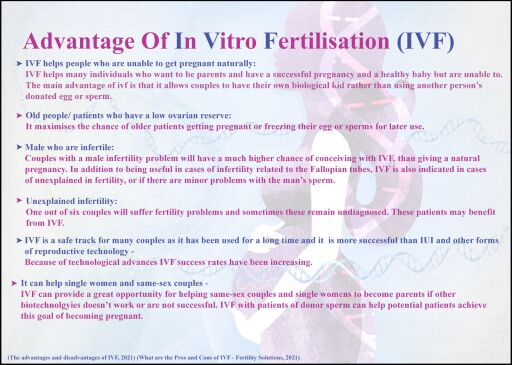 Advantage Of In Vitro Fertilisation (IVF)
➤ IVF helps people who are unable to get pregnant naturally:
IVF helps many individuals who want to be parents and have a successful pregnancy and a healthy baby but are unable to.
The main advantage of ivf is that it allows couples to have their own biological kid rather than using another person's
donated egg or sperm.
➤ Old people/ patients who have a low ovarian reserve:
It maximises the chance of older patients getting pregnant or freezing their egg or sperms for later use.
➤ Male who are infertile:
Couples with a male infertility problem will have a much higher chance of conceiving with IVF, than giving a natural
pregnancy. In addition to being useful in cases of infertility related to the Fallopian tubes, IVF is also indicated in cases
of unexplained in fertility, or if there are minor problems with the man's sperm.
➤ Unexplained infertility:
One out of six couples will suffer fertility problems and sometimes these remain undiagnosed. These patients may benefit
from IVF.
➤ IVF is a safe track for many couples as it has been used for a long time and it is more successful than IUI and other forms
of reproductive technology -
Because of technological advances IVF success rates have been increasing.
➤ It can help single women and same-sex couples -
IVF can provide a great opportunity for helping same-sex couples and single womens to become parents if other
biotechnolgyies doesn't work or are not successful. IVF with patients of donor sperm can help potential patients achieve
this goal of becoming pregnant.
(The advantages and disadvantages of IVF, 2021) (What are the Pros and Cons of IVF - Fertility Solutions, 2021)